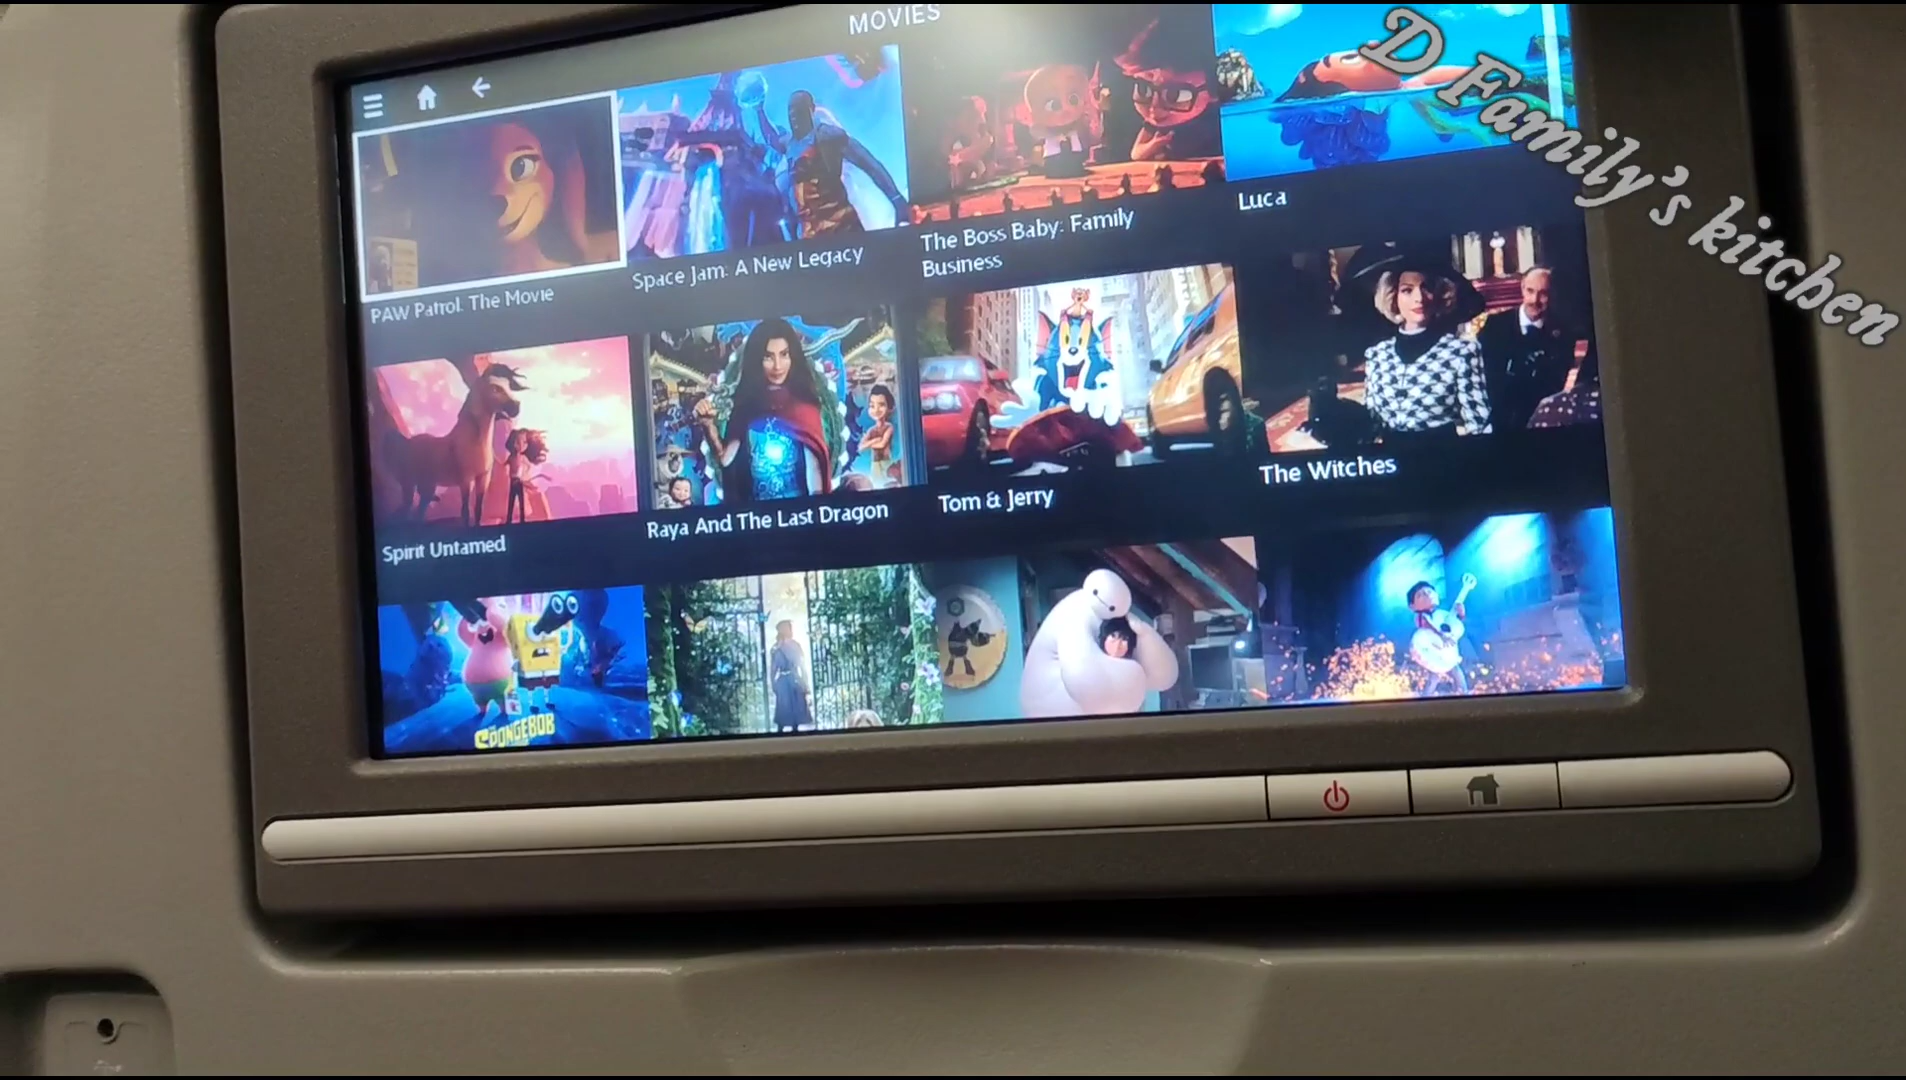 MOVIES
D Family's kitchen
PAW Patrol: The Movie
Space Jam: A New Legacy
The Boss Baby: Family
Business
Luca
Spirit Untamed
Raya And The Last Dragon
Tom & Jerry
The Witches
SPONGEBOB